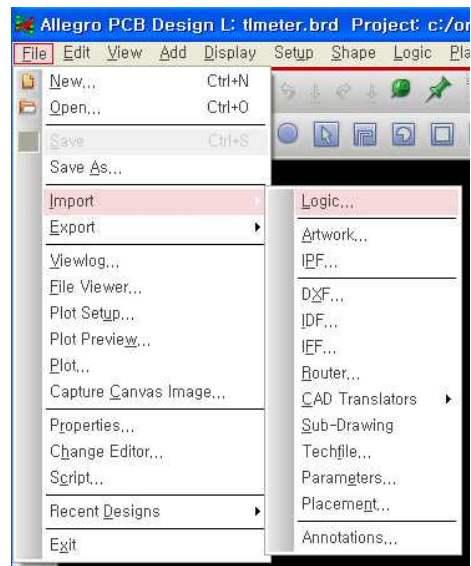 Allegro PCB Design L: tlmeter.brd Project: c:/or
File Edit View Add Display Setup Shape Logic Pla
New... Ctrl+N
Open... Ctrl+O
Save Ctrl+S
Save As...
Import
Export
Viewlog...
File Viewer...
Plot Setup...
Plot Preview...
Plot...
Capture Canvas Image...
Properties...
Change Editor...
Script...
Recent Designs
Exit
Logic...
Artwork...
IPF...
DXF...
IDF...
IFF...
Router...
CAD Translators
Sub-Drawing
Techfile...
Parameters...
Placement...
Annotations...